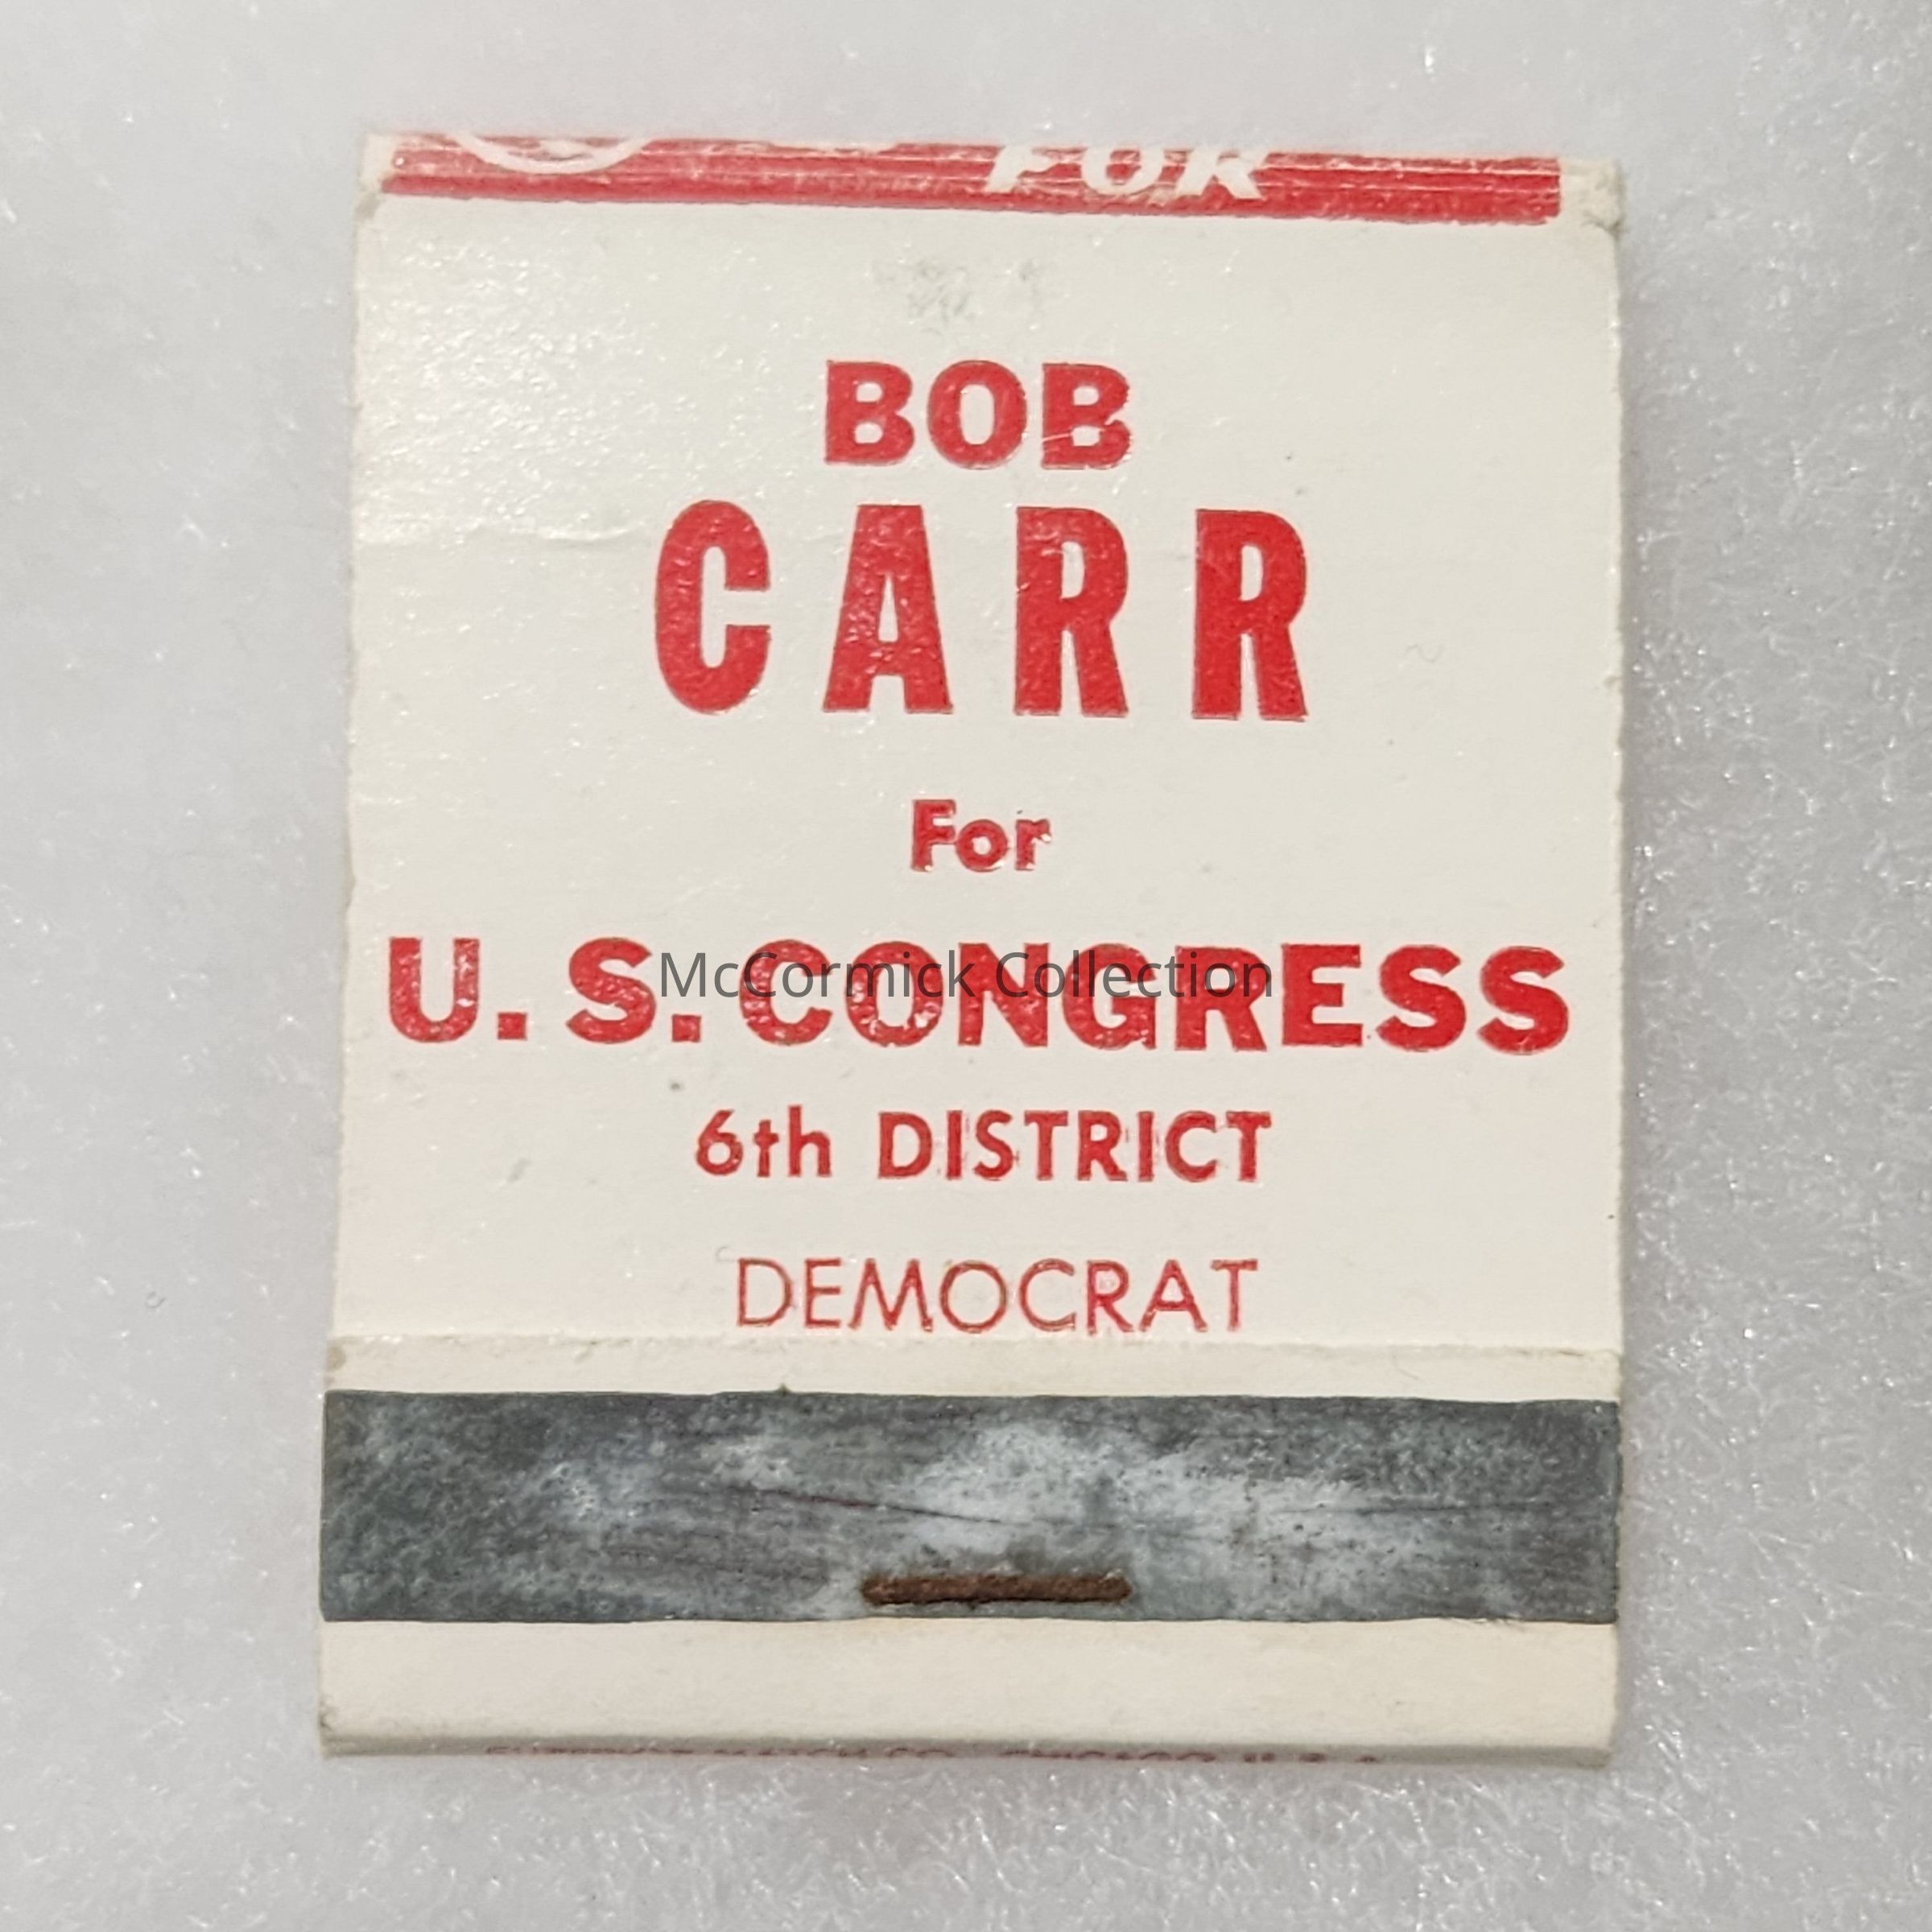 FOR
BOB
CARR
For
U. S. CONGRESS
McCormick Collection
6th DISTRICT
DEMOCRAT